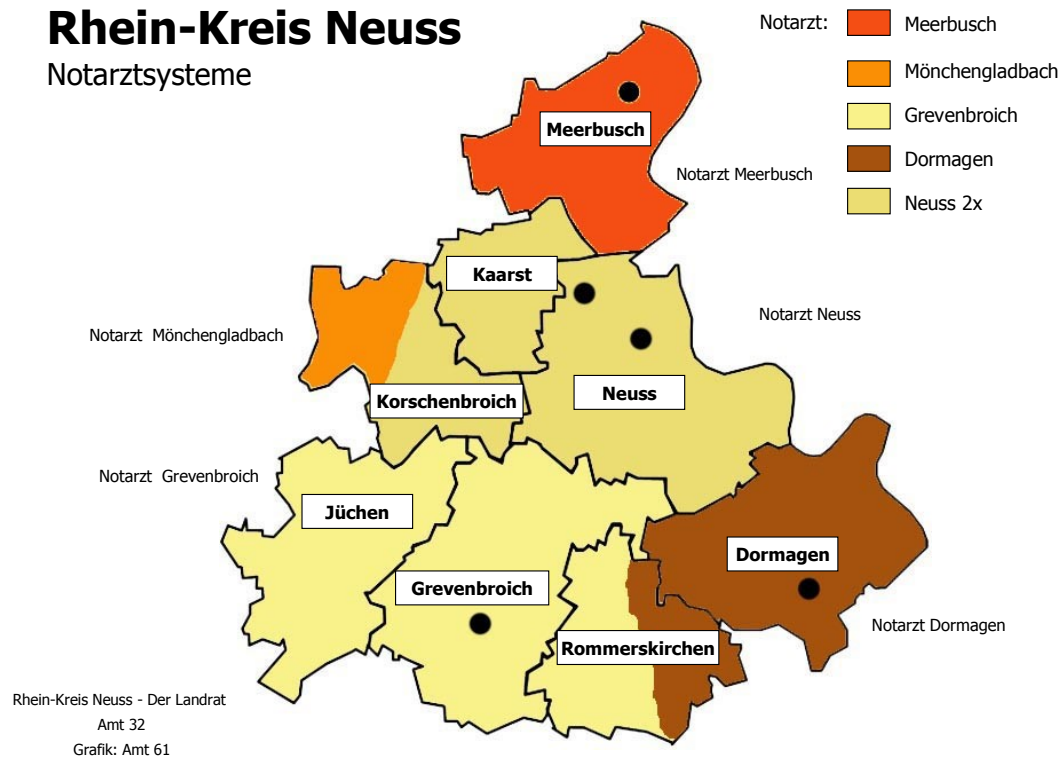 Rhein-Kreis Neuss
Notarztsysteme
Notarzt:
Meerbusch
Mönchengladbach
Grevenbroich
Dormagen
Neuss 2x
Meerbusch
Notarzt Meerbusch
Kaarst
Notarzt Neuss
Notarzt Mönchengladbach
Korschenbroich
Neuss
Notarzt Grevenbroich
Jüchen
Dormagen
Grevenbroich
Notarzt Dormagen
Rommerskirchen
Rhein-Kreis Neuss - Der Landrat
Amt 32
Grafik: Amt 61